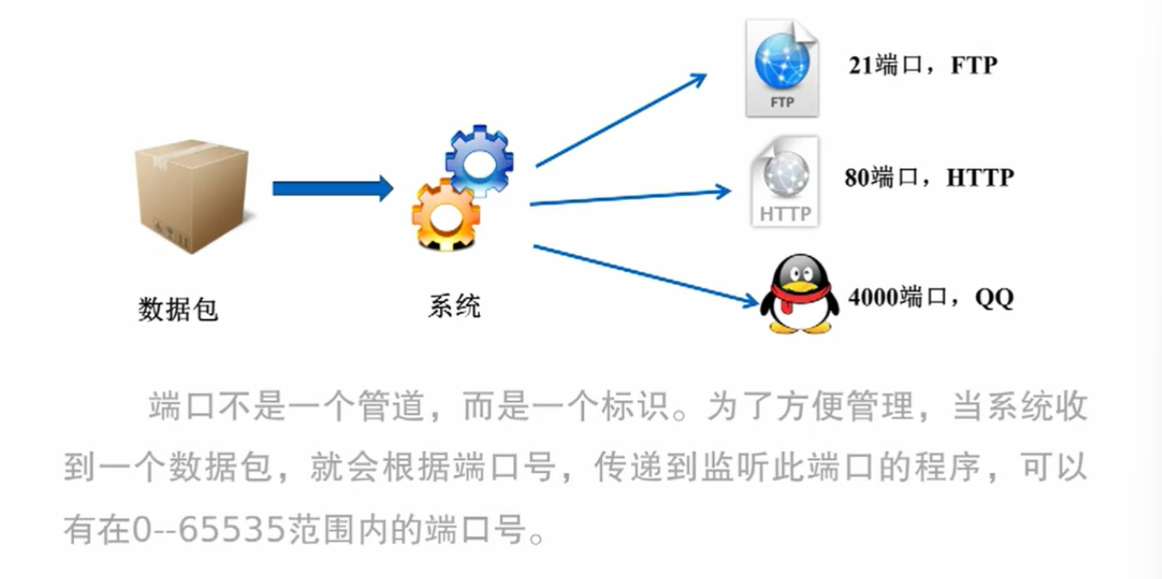 21端口，FTP
FTP
80端口，HTTP
HTTP
4000端口，QQ
数据包
系统
端口不是一个管道，而是一个标识。为了方便管理，当系统收
到一个数据包，就会根据端口号，传递到监听此端口的程序，可以
有在0--65535范围内的端口号。